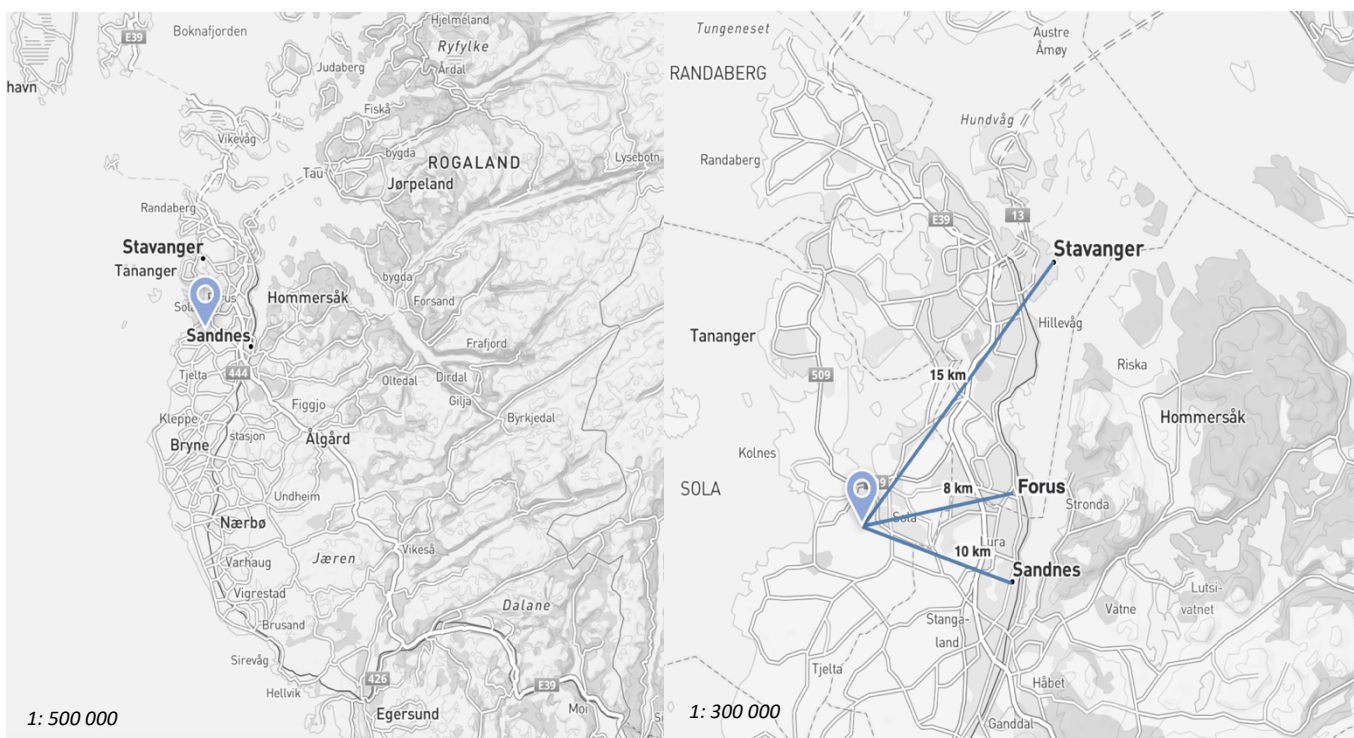 Hjelmeland
Boknafjorden
E39
Ryfylke
Årdal
Judaberg
havn
Fiskå
Vikevåg
bygda
ROGALAND
Lysebotn
Tau
Jørpeland
Randaberg
Stavanger
Tananger
bygda
Hommersåk
Forsand
Sola
Sandnes
Frafjord
Tjelta
444
Oltedal
Dirdal
Gilja
Figgjo
Kleppe
Byrkjedal
Bryne
stasjon
Ålgård
Undheim
Nærbø
Jæren
Vikeså
Varhaug
Vigrestad
Dalane
Brusand
Sirevåg
426
Hellvik
E39
Moi
Egersund
1: 500 000
Tungeneset
Austre
Åmøy
RANDABERG
Hundvåg
Randaberg
E39
13
Stavanger
Hillevåg
Tananger
Riska
509
15 km
Hommersåk
Kolnes
SOLA
8 km
Forus
Stronda
Sola
Lura
10 km
Sandnes
Lutsi-
vatnet
Vatne
Stanga-
land
Tjelta
Håbet
Ganddal
1: 300 000